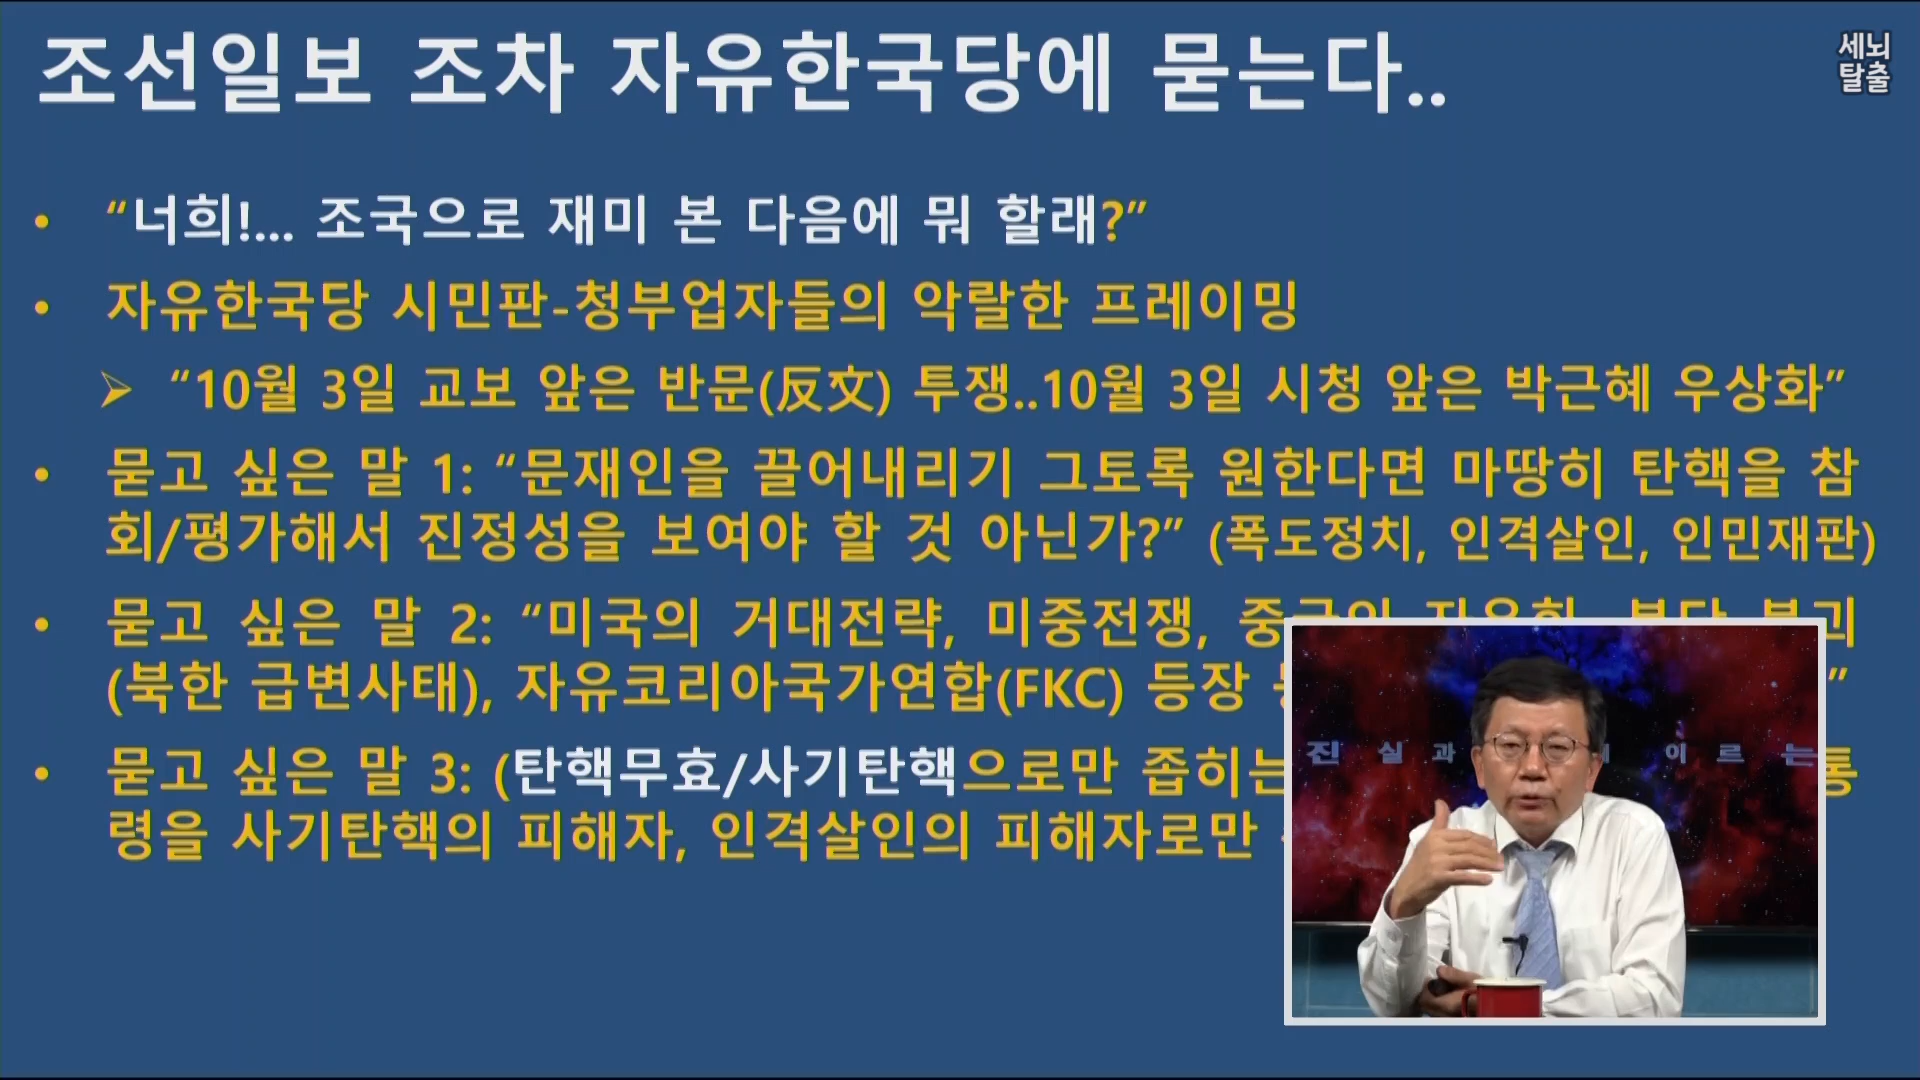 조선일보 조차 자유한국당에 묻는다..
세뇌
탈출
• “너희!... 조국으로 재미 본 다음에 뭐 할래?”
• 자유한국당 시민판-청부업자들의 악랄한 프레이밍
➢ “10월 3일 교보 앞은 반문(反文) 투쟁..10월 3일 시청 앞은 박근혜 우상화”
• 묻고 싶은 말 1: “문재인을 끌어내리기 그토록 원한다면 마땅히 탄핵을 참
회/평가해서 진정성을 보여야 할 것 아닌가?” (폭도정치, 인격살인, 인민재판)
• 묻고 싶은 말 2: “미국의 거대전략, 미중전쟁,
(북한 급변사태), 자유코리아국가연합(FKC) 등장 ”
• 묻고 싶은 말 3: (탄핵무효/사기탄핵으로만 좁히는 통
령을 사기탄핵의 피해자, 인격살인의 피해자로만
진 실 과 이 르 는